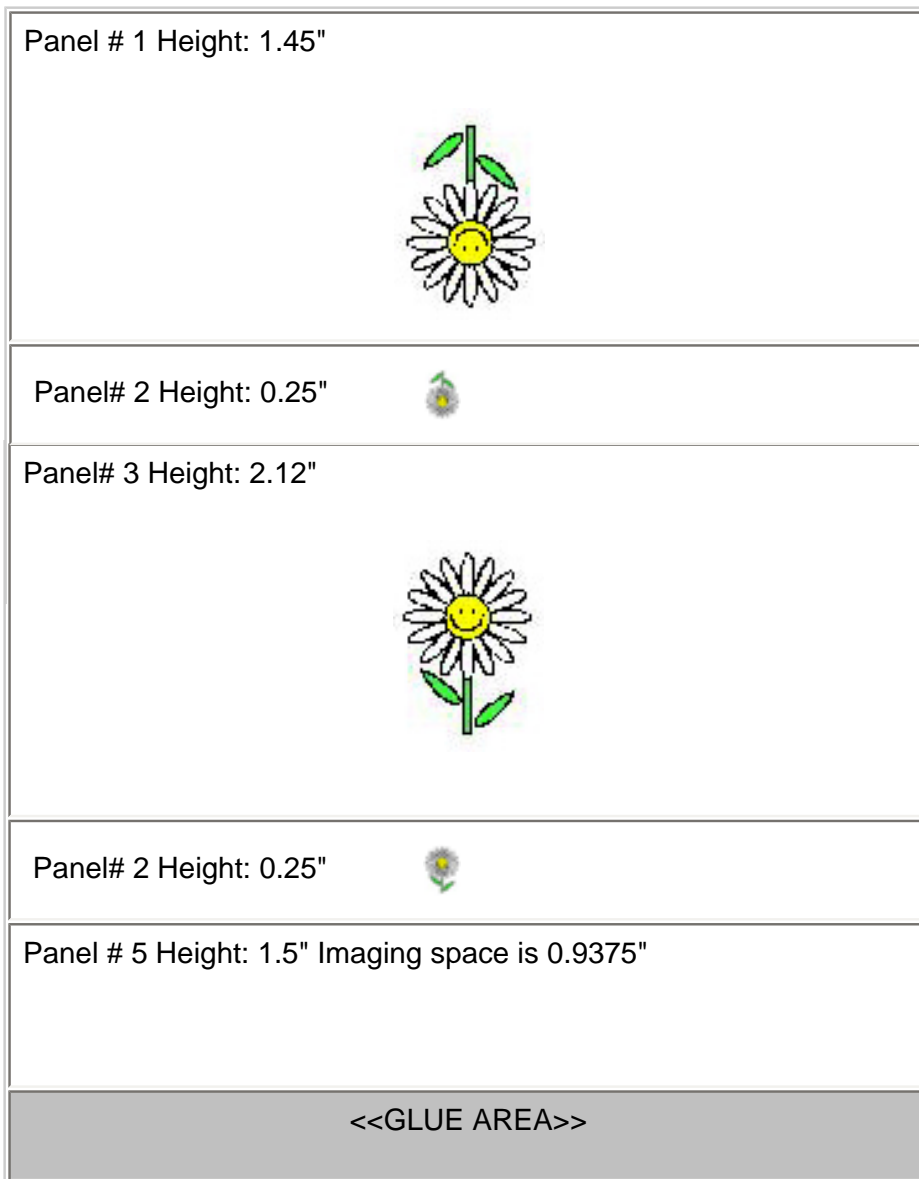 Panel # 1 Height: 1.45"
Panel# 2 Height: 0.25"
Panel# 3 Height: 2.12"
Panel# 2 Height: 0.25"
Panel # 5 Height: 1.5" Imaging space is 0.9375"
<<GLUE AREA>>